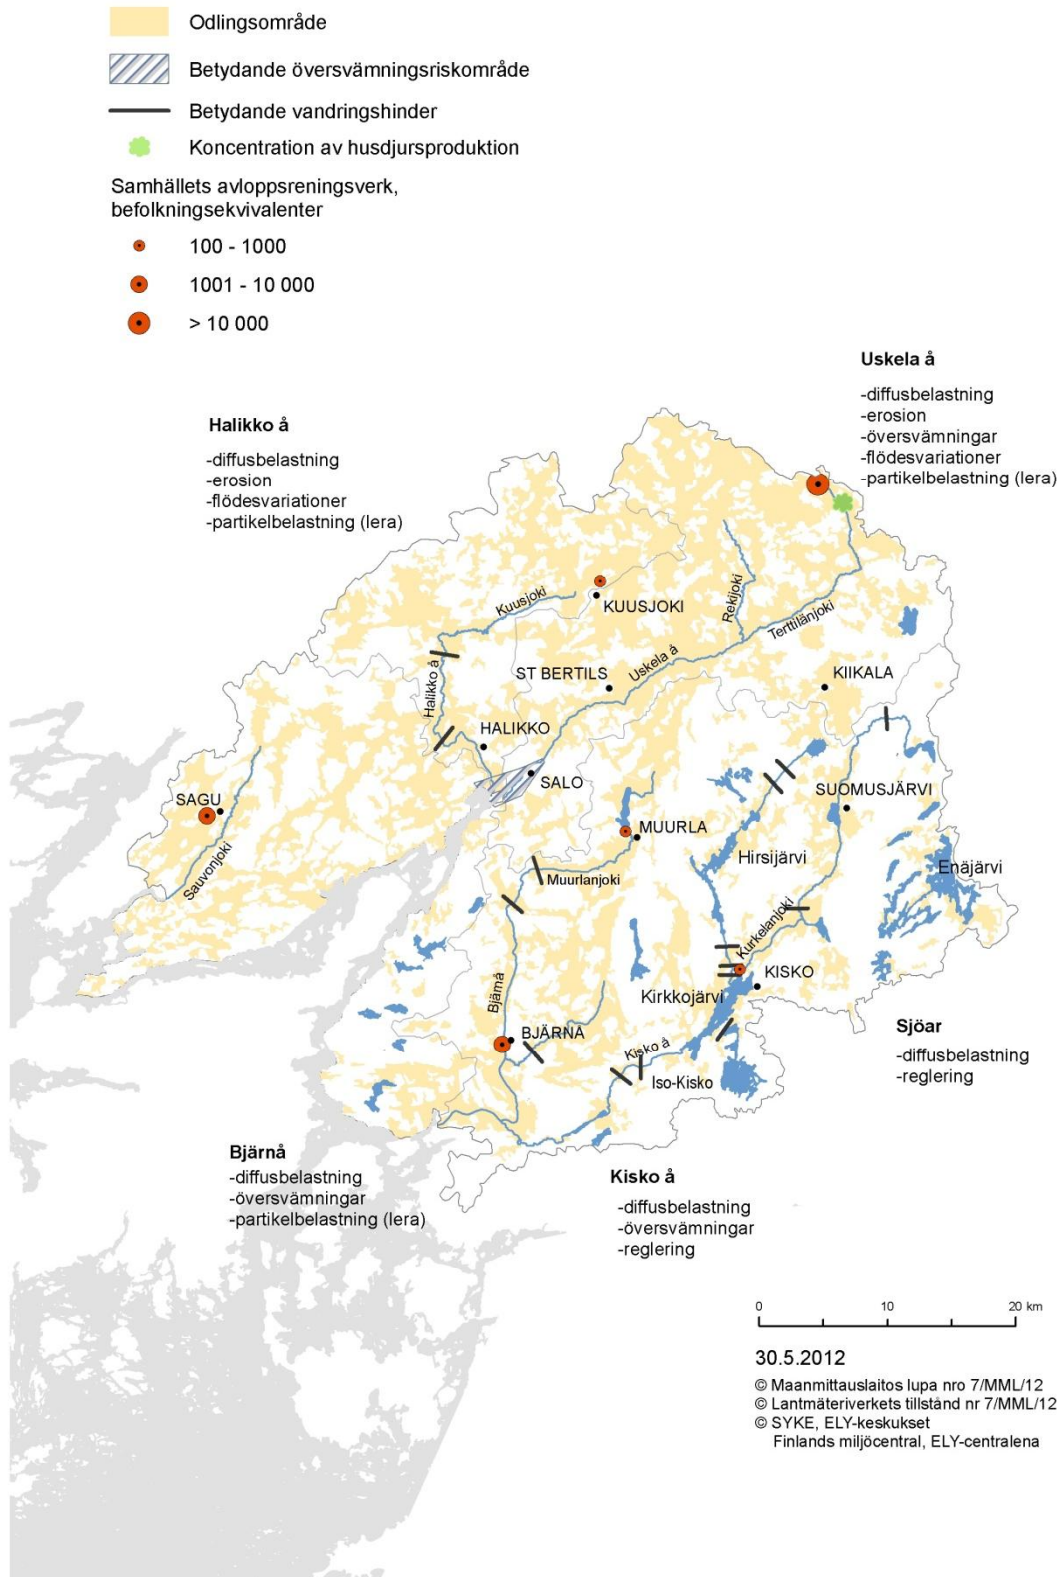 Odlingsområde
Betydande översvämningsriskområde
Betydande vandringshinder
Koncentration av husdjursproduktion
Samhällets avloppsreningsverk,
befolkningsekvivalenter
100 - 1000
1001 - 10 000
> 10 000
Uskela å
-diffusbelastning
-erosion
-översvämningar
-flödesvariationer
-partikelbelastning (lera)
Halikko å
-diffusbelastning
-erosion
-flödesvariationer
-partikelbelastning (lera)
Kuusjoki
KUUSJOKI
Rekijoki
Terttilänjoki
Uskela å
ST BERTILS
KIIKALA
Halikko å
HALIKKO
SALO
SAGU
Sauvonjoki
SUOMUSJÄRVI
MUURLA
Muurlanjoki
Hirsijärvi
Enäjärvi
Kurkelanjoki
KISKO
Kirkkojärvi
Bjärnå
BJÄRNA
Kisko å
Iso-Kisko
Sjöar
-diffusbelastning
-reglering
Bjärnå
-diffusbelastning
-översvämningar
-partikelbelastning (lera)
Kisko å
-diffusbelastning
-översvämningar
-reglering
0 10 20 km
30.5.2012
© Maanmittauslaitos lupa nro 7/MML/12
© Lantmäteriverkets tillstånd nr 7/MML/12
© SYKE, ELY-keskukset
Finlands miljöcentral, ELY-centralena